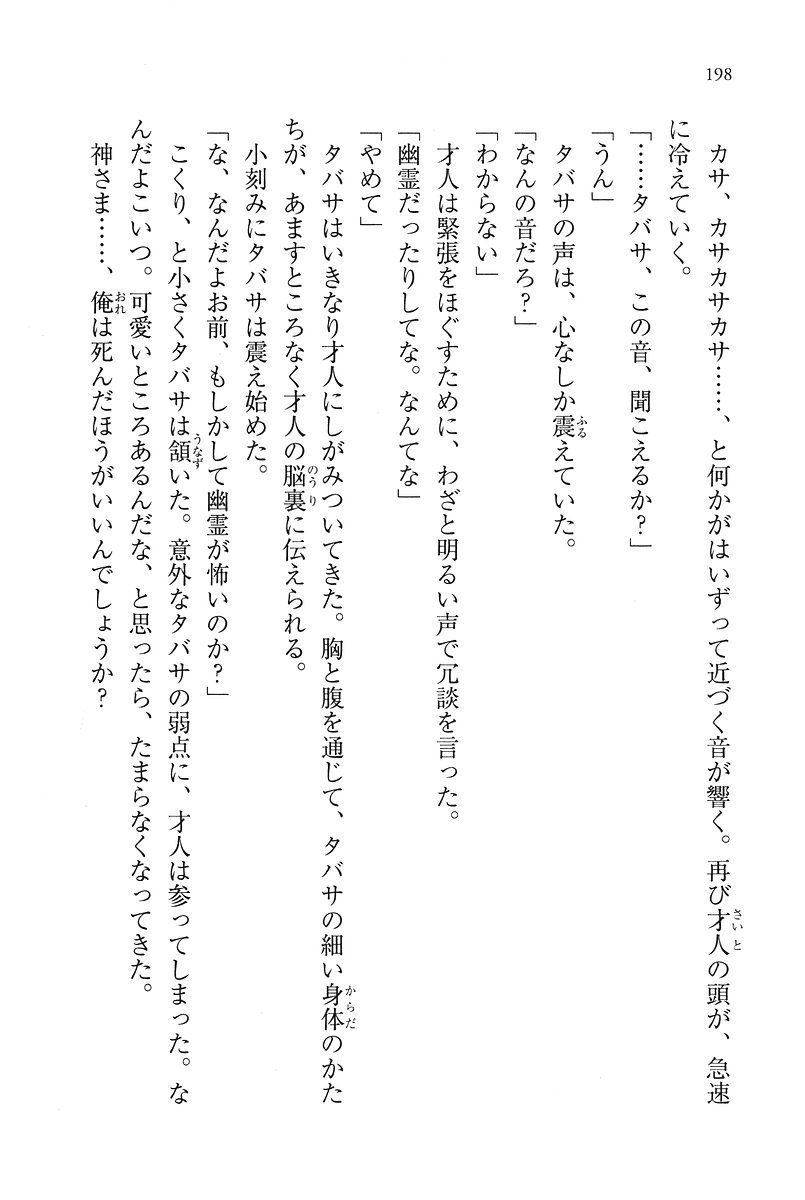 198
カサ、カサカサカサ……、と何かがはいずって近づく音が響く。再び才人の頭が、急速
に冷えていく。
「……タバサ、この音、聞こえるか？」
「うん」
タバサの声は、心なしか震えていた。
「なんの音だろ？」
「わからない」
才人は緊張をほぐすために、わざと明るい声で冗談を言った。
「幽霊だったりしてな。なんてな」
「やめて」
タバサはいきなり才人にしがみついてきた。胸と腹を通じて、タバサの細い身体のかた
ちが、あますところなく才人の脳裏に伝えられる。
小刻みにタバサは震え始めた。
「な、なんだよお前、もしかして幽霊が怖いのか？」
こくり、と小さくタバサは頷いた。意外なタバサの弱点に、才人は参ってしまった。な
んだよこいつ。可愛いところあるんだな、と思ったら、たまらなくなってきた。
神さま……、俺は死んだほうがいいんでしょうか？